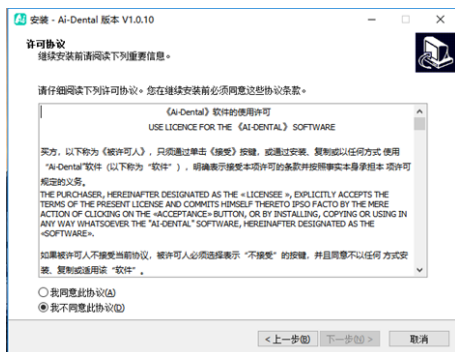 安装 - Ai-Dental 版本 V1.0.10
许可协议
继续安装前请阅读下列重要信息。
请仔细阅读下列许可协议。您在继续安装前必须同意这些协议条款。
《Ai-Dental》软件的使用许可
USE LICENCE FOR THE 《AI-DENTAL》 SOFTWARE
买方，以下称为《被许可人》，只须通过单击《接受》按键，或通过安装、复制或以任何方式 使用
“Ai-Dental”软件（以下称为“软件”），明确表示接受本项许可的条款并按照事实本身承担本 项许可
规定的义务。
THE PURCHASER, HEREINAFTER DESIGNATED AS THE «LICENSEE », EXPLICITLY ACCEPTS THE
TERMS OF THE PRESENT LICENSE AND COMMITS HIMSELF THERETO IPSO FACTO BY THE MERE
ACTION OF CLICKING ON THE «ACCEPTANCE» BUTTON, OR BY INSTALLING, COPYING OR USING IN
ANY WAY WHATSOEVER THE "AI-DENTAL" SOFTWARE, HEREINAFTER DESIGNATED AS THE
«SOFTWARE».
如果被许可人不接受当前协议，被许可人必须选择表示“不接受”的按键，并且同意不以任何 方式安
装、复制或适用该“软件”。
我同意此协议(A)
我不同意此协议(D)
<上一步(B) 下一步(N) > 取消